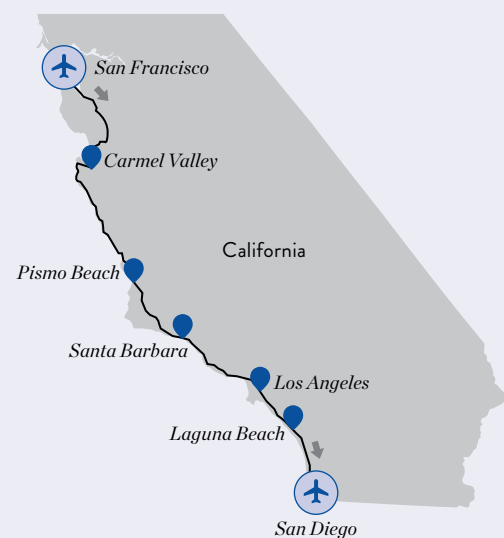 San Francisco
Carmel Valley
California
Pismo Beach
Santa Barbara
Los Angeles
Laguna Beach
San Diego